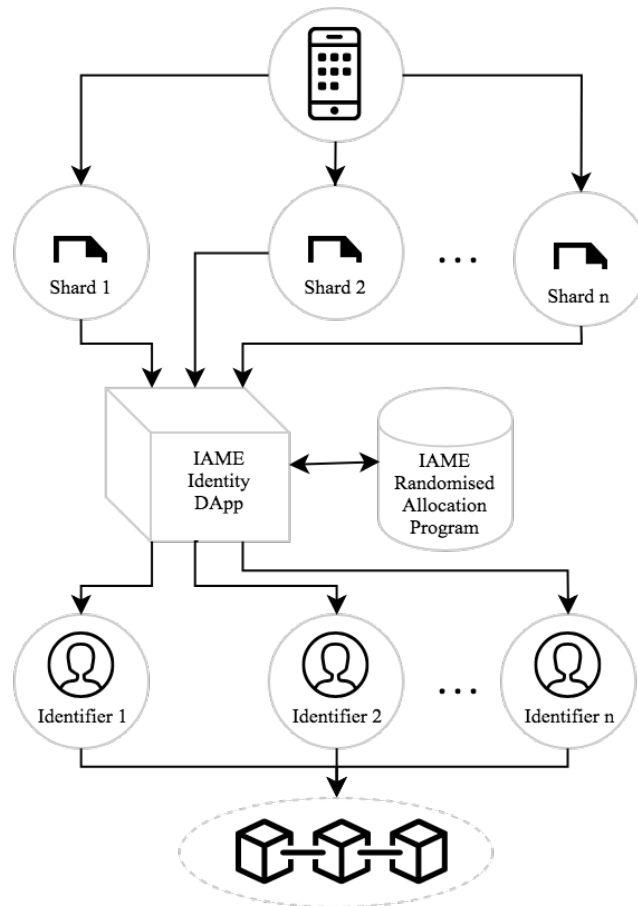 Shard 1
Shard 2
...
Shard n
IAME
Identity
DApp
IAME
Randomised
Allocation
Program
Identifier 1
Identifier 2
...
Identifier n